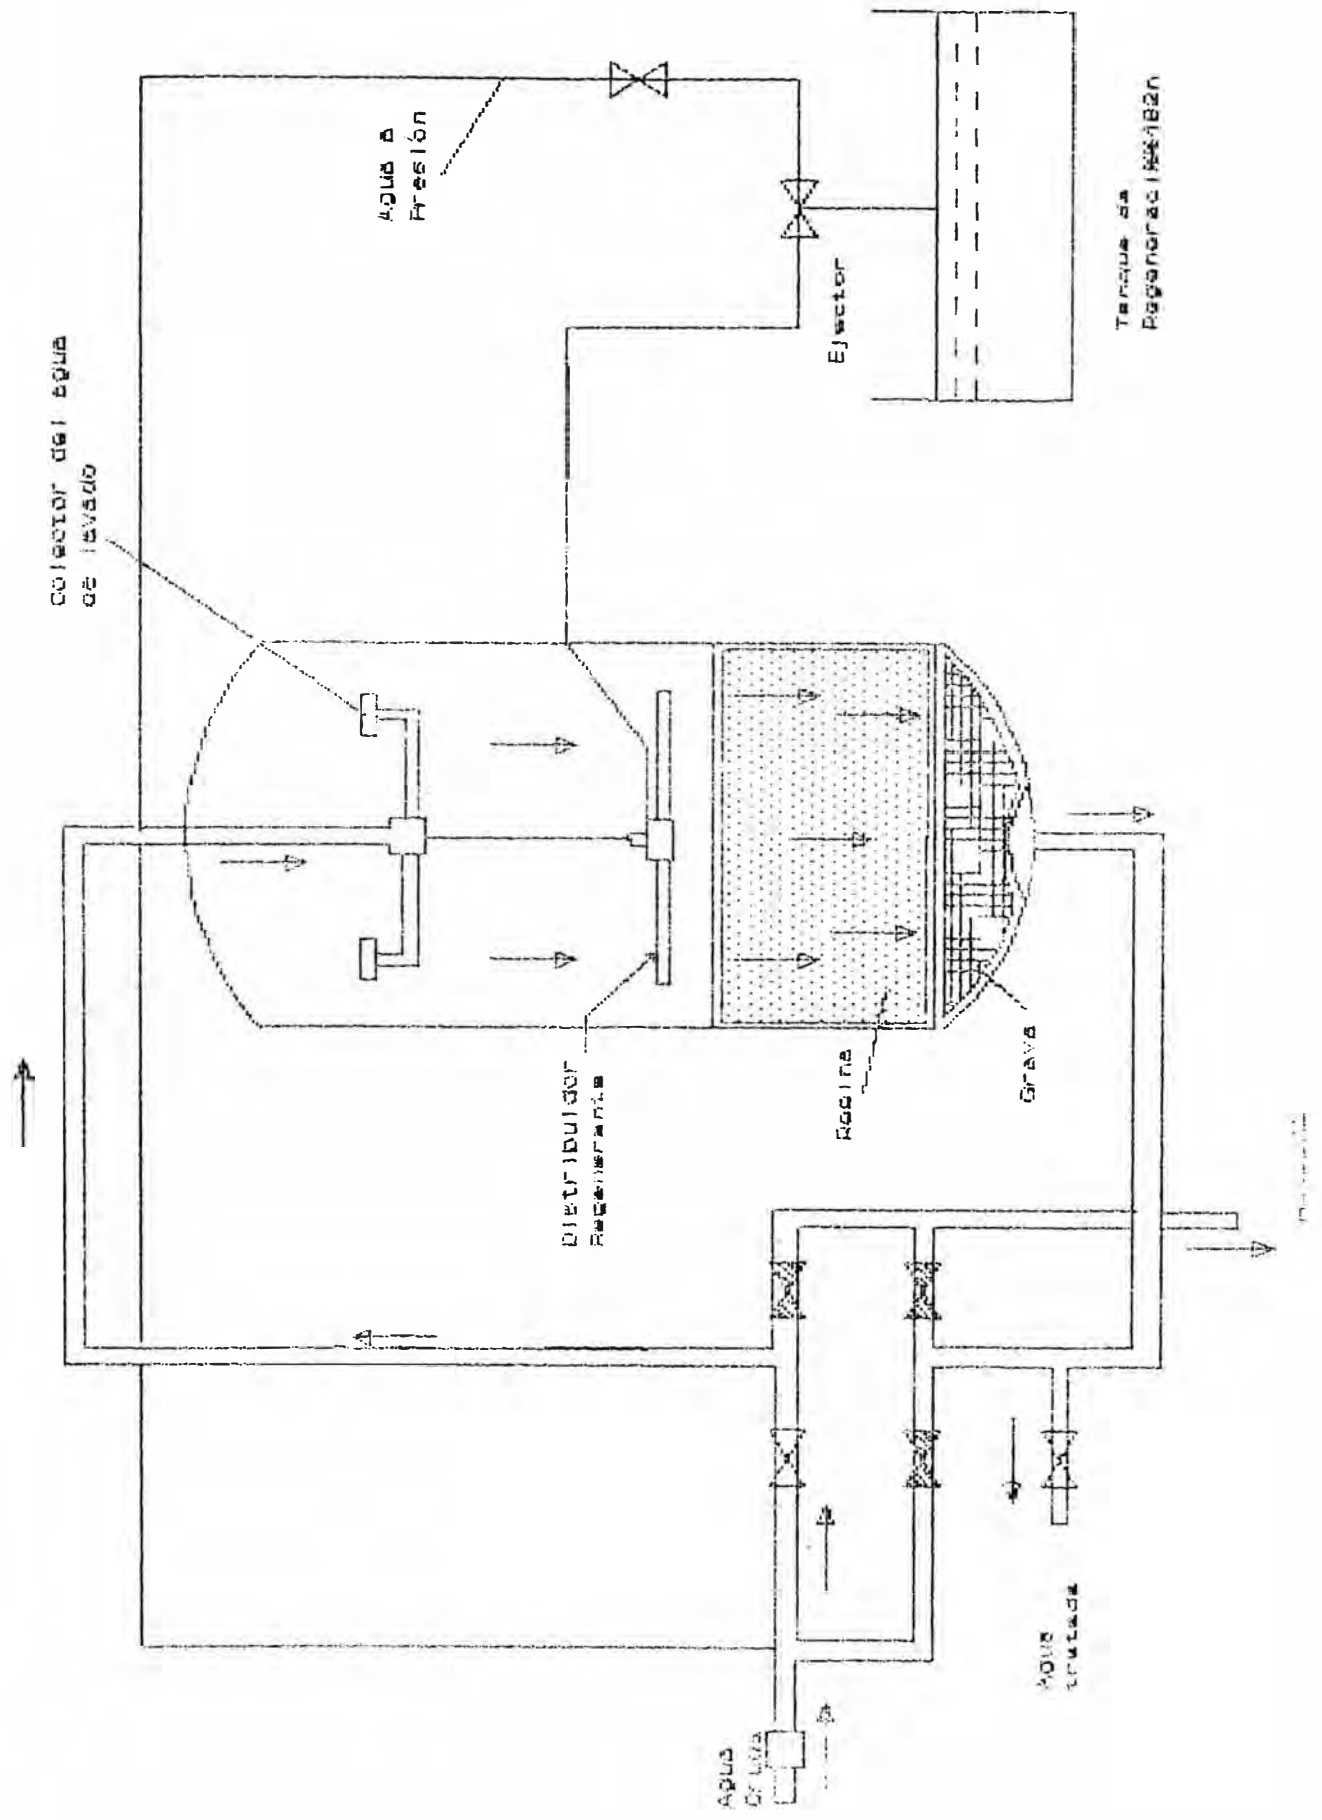 Colector del agua
de lavado
Agua a
Presión
Ejector
Tanque de
Distribuidor
Regenerante
Resina
Grava
Agua
Cruda
Agua
tratada